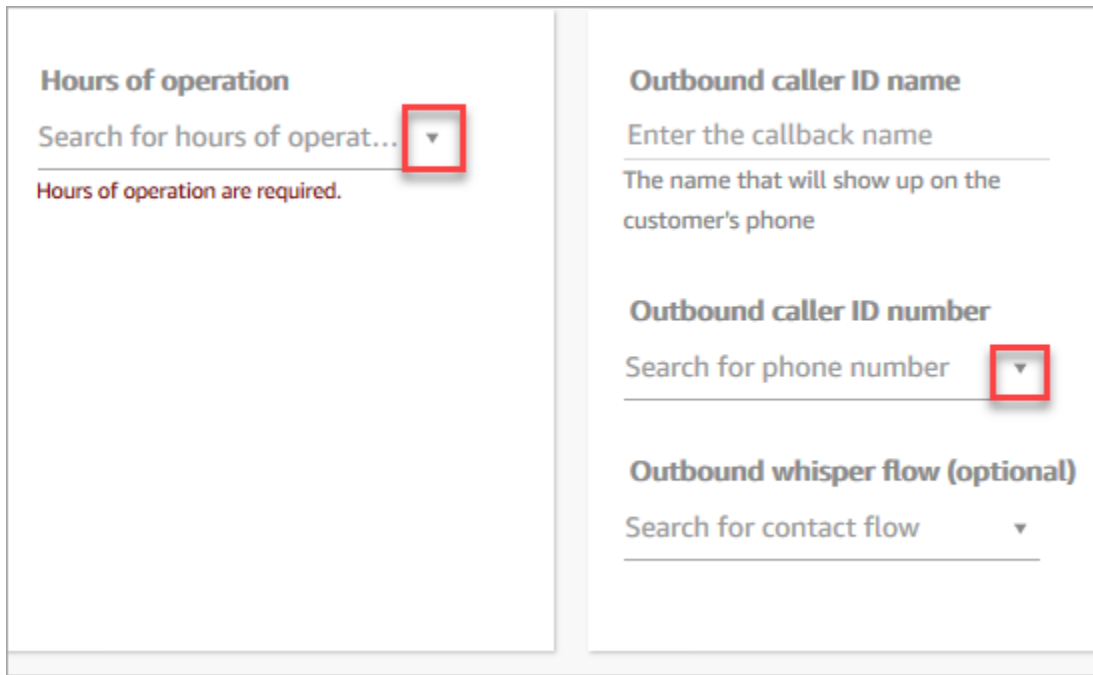 Hours of operation
Search for hours of operat...
Hours of operation are required.
Outbound caller ID name
Enter the callback name
The name that will show up on the
customer's phone
Outbound caller ID number
Search for phone number
Outbound whisper flow (optional)
Search for contact flow